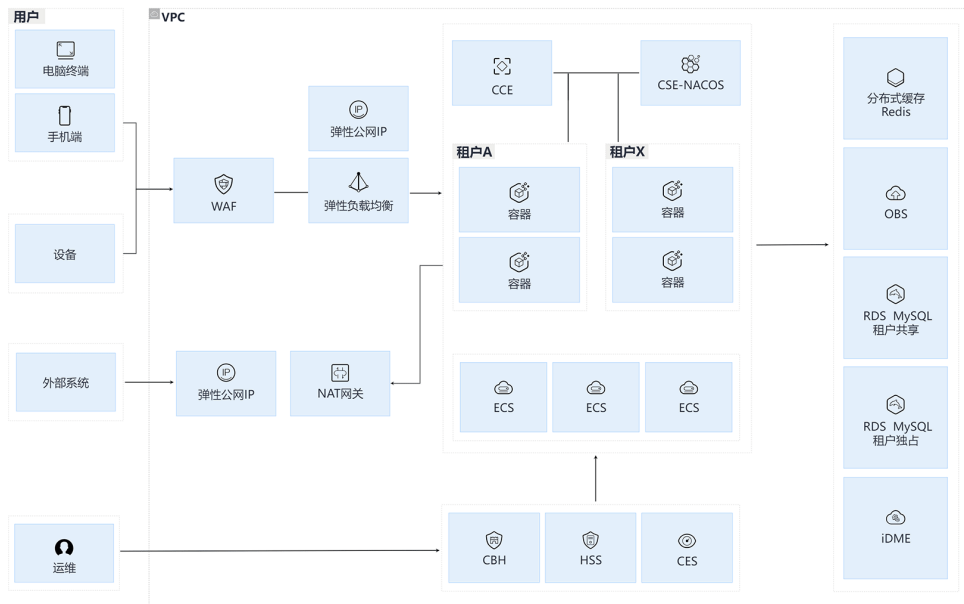 用户
电脑终端
手机端
设备
外部系统
运维
VPC
WAF
弹性公网IP
弹性负载均衡
弹性公网IP
NAT网关
CCE
CSE-NACOS
租户A
容器
容器
租户X
容器
容器
ECS
ECS
ECS
CBH
HSS
CES
分布式缓存
Redis
OBS
RDS MySQL
租户共享
RDS MySQL
租户独占
iDME